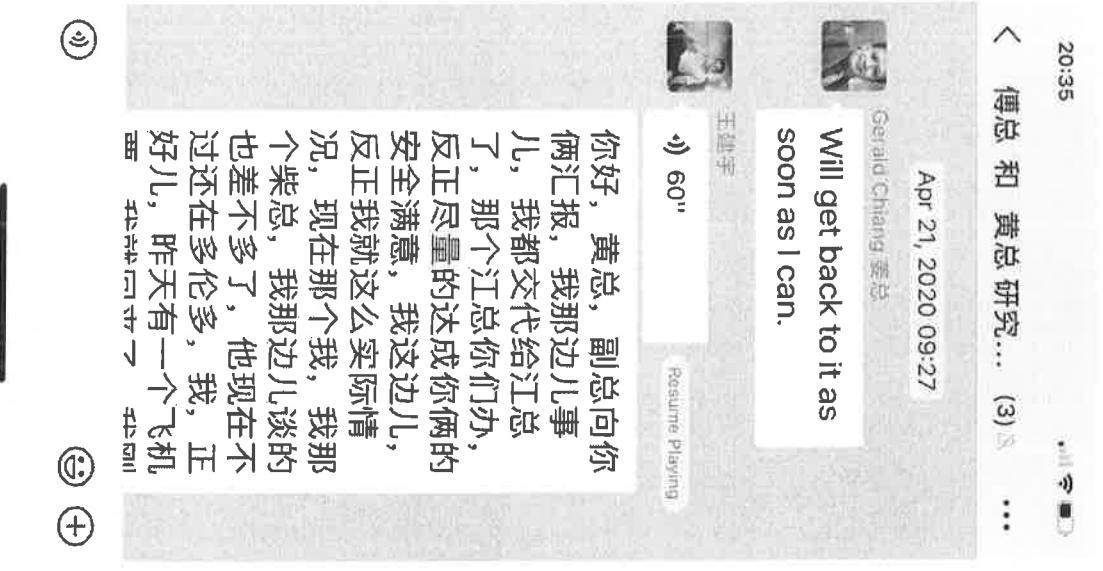 20:35
傅总 和 黄总 研究... (3)
Apr 21, 2020 09:27
Gerald Chiang 姜总
Will get back to it as
soon as I can.
王建宇
60"
Resume Playing
你好，黄总，副总向你
俩汇报，我那边儿事
儿，我都交代给江总
了，那个江总你们办，
反正尽量的达成你俩的
安全满意，我这边儿，
反正我就这么实际情
况，现在那个我，我那
个柴总，我那边儿谈的
也差不多了，他现在不
过还在多伦多，我，正
好儿，昨天有一个飞机